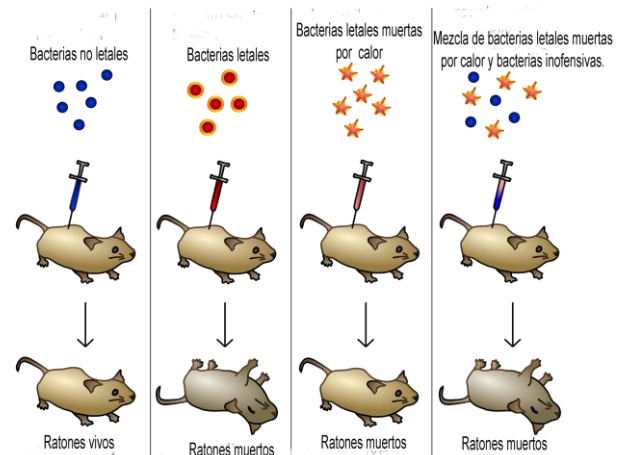 Bacterias no letales
Bacterias letales
Bacterias letales muertas
por calor
Mezcla de bacterias letales muertas
por calor y bacterias inofensivas.
Ratones vivos
Ratones muertos
Ratones muertos
Ratones muertos